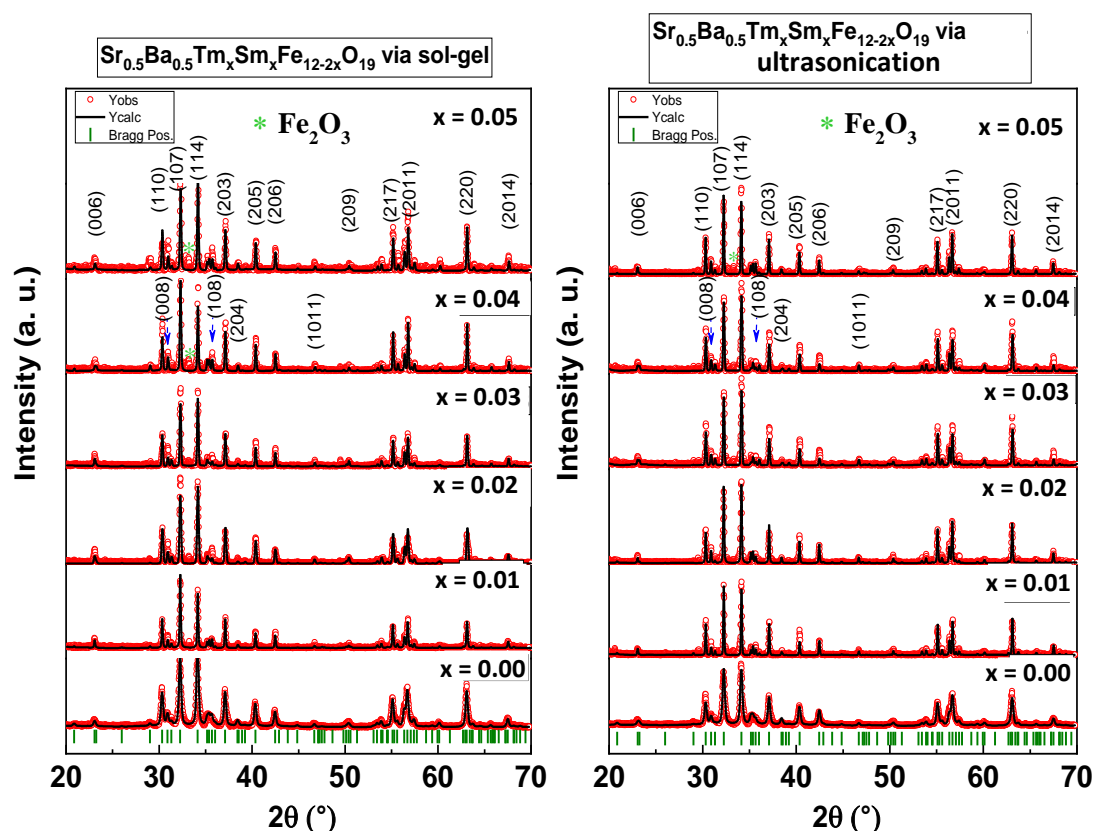 Sr0.5Ba0.5TmxSmxFe12-2xO19 via sol-gel
Yobs
Ycalc
Bragg Pos.
* Fe2O3
x = 0.05
(006)
(110)
(107)
(114)
(203)
(205)
(206)
(209)
(217)
(2011)
(220)
(2014)
*
x = 0.04
(008)
(108)
(204)
(1011)
*
x = 0.03
x = 0.02
x = 0.01
x = 0.00
Intensity (a. u.)
20 30 40 50 60 70
2θ (°)
Sr0.5Ba0.5TmxSmxFe12-2xO19 via
ultrasonication
Yobs
Ycalc
Bragg Pos.
* Fe2O3
x = 0.05
(006)
(110)
(107)
(114)
(203)
(205)
(206)
(209)
(217)
(2011)
(220)
(2014)
*
x = 0.04
(008)
(108)
(204)
(1011)
x = 0.03
x = 0.02
x = 0.01
x = 0.00
Intensity (a. u.)
20 30 40 50 60 70
2θ (°)